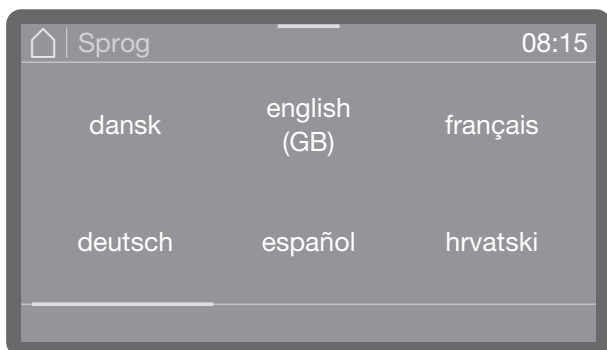 Sprog 08:15
dansk
english
(GB)
français
deutsch
español
hrvatski